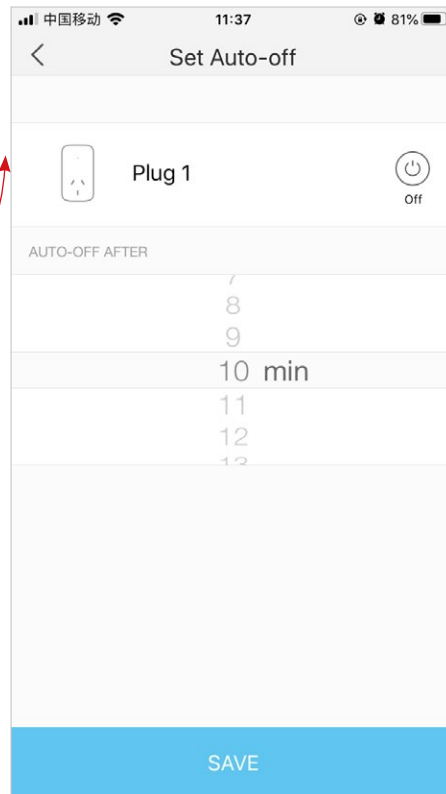 中国移动 11:37 81%
Set Auto-off
Plug 1
Off
AUTO-OFF AFTER
7
8
9
10 min
11
12
13
SAVE